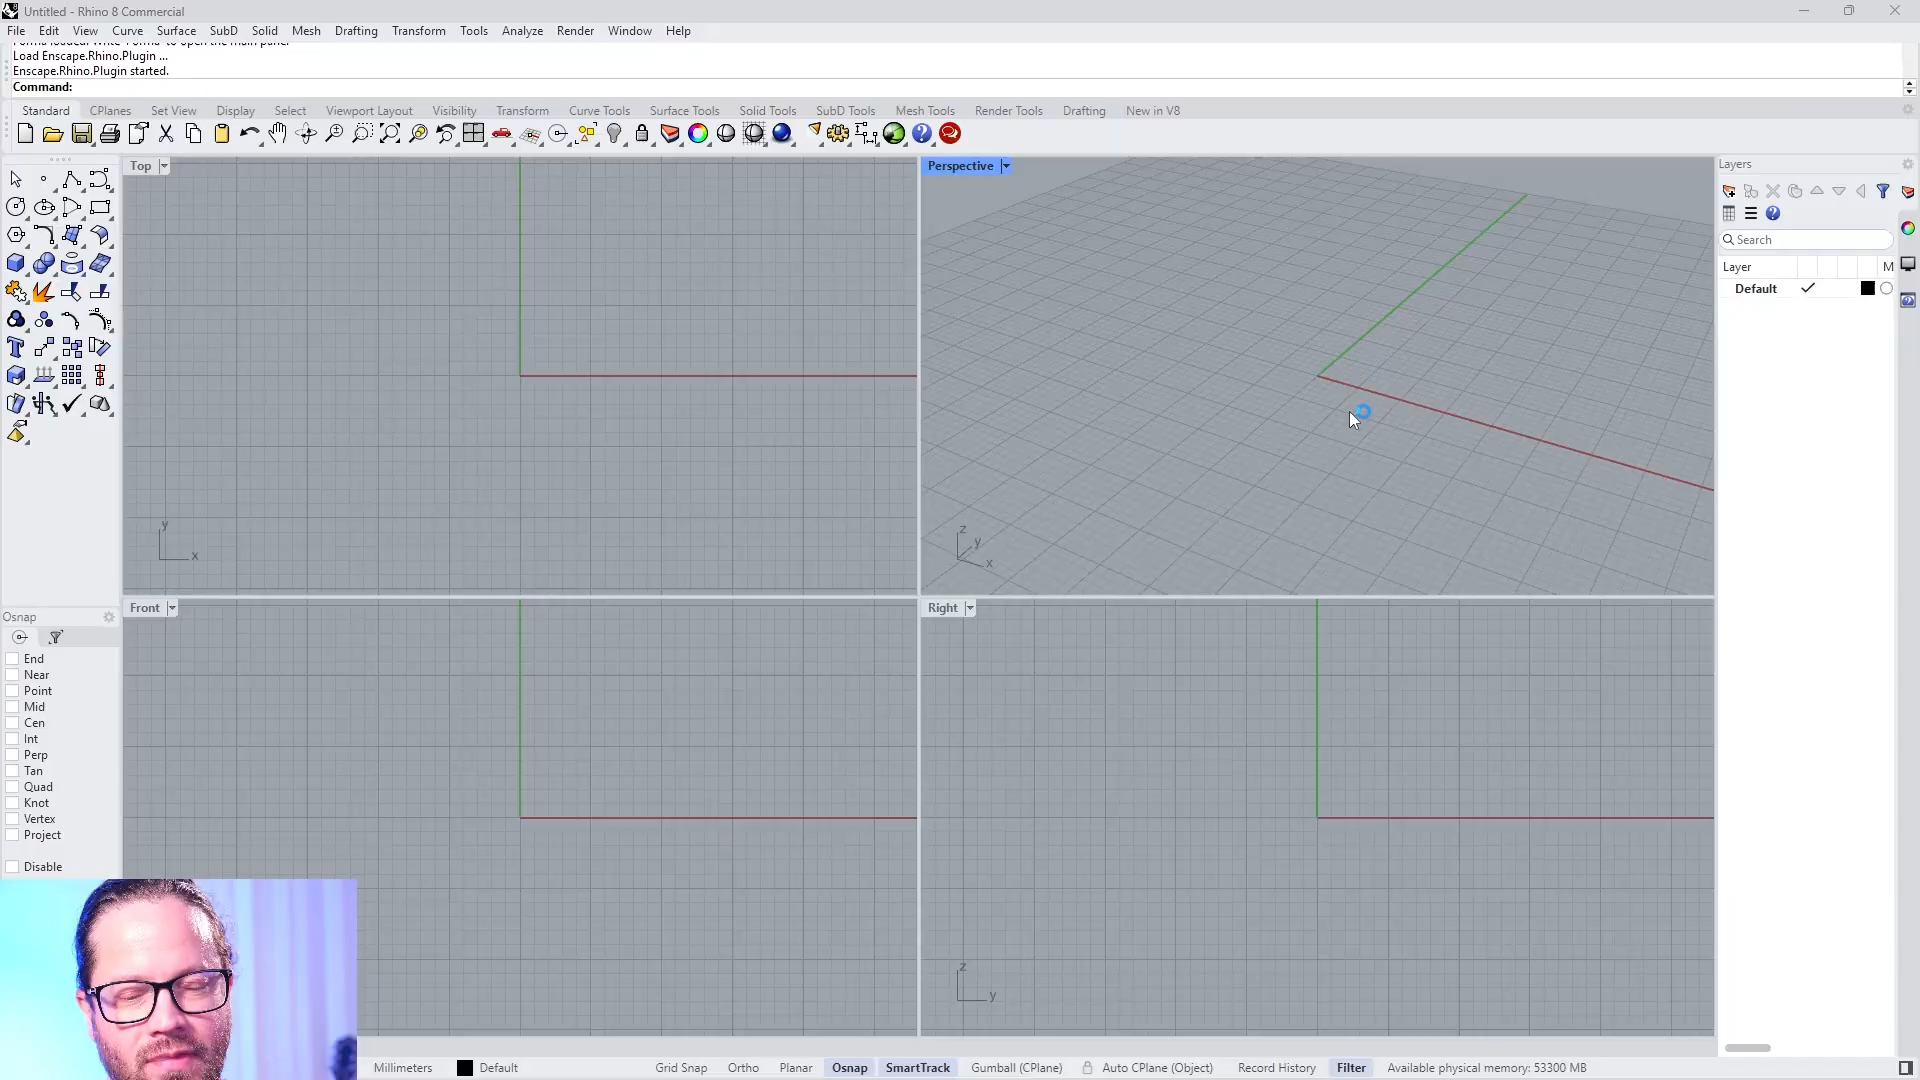 Untitled - Rhino 8 Commercial
File Edit View Curve Surface SubD Solid Mesh Drafting Transform Tools Analyze Render Window Help
Load Enscape.Rhino.Plugin ...
Enscape.Rhino.Plugin started.
Command:
Standard CPlanes Set View Display Select Viewport Layout Visibility Transform Curve Tools Surface Tools Solid Tools SubD Tools Mesh Tools Render Tools Drafting New in V8
Top
Perspective
Layers
Search
Layer M
Default
y
x
z
y
x
Front
Right
Osnap
End
Near
Point
Mid
Cen
Int
Perp
Tan
Quad
Knot
Vertex
Project
Disable
z
y
Millimeters Default Grid Snap Ortho Planar Osnap SmartTrack Gumball (CPlane) Auto CPlane (Object) Record History Filter Available physical memory: 53300 MB